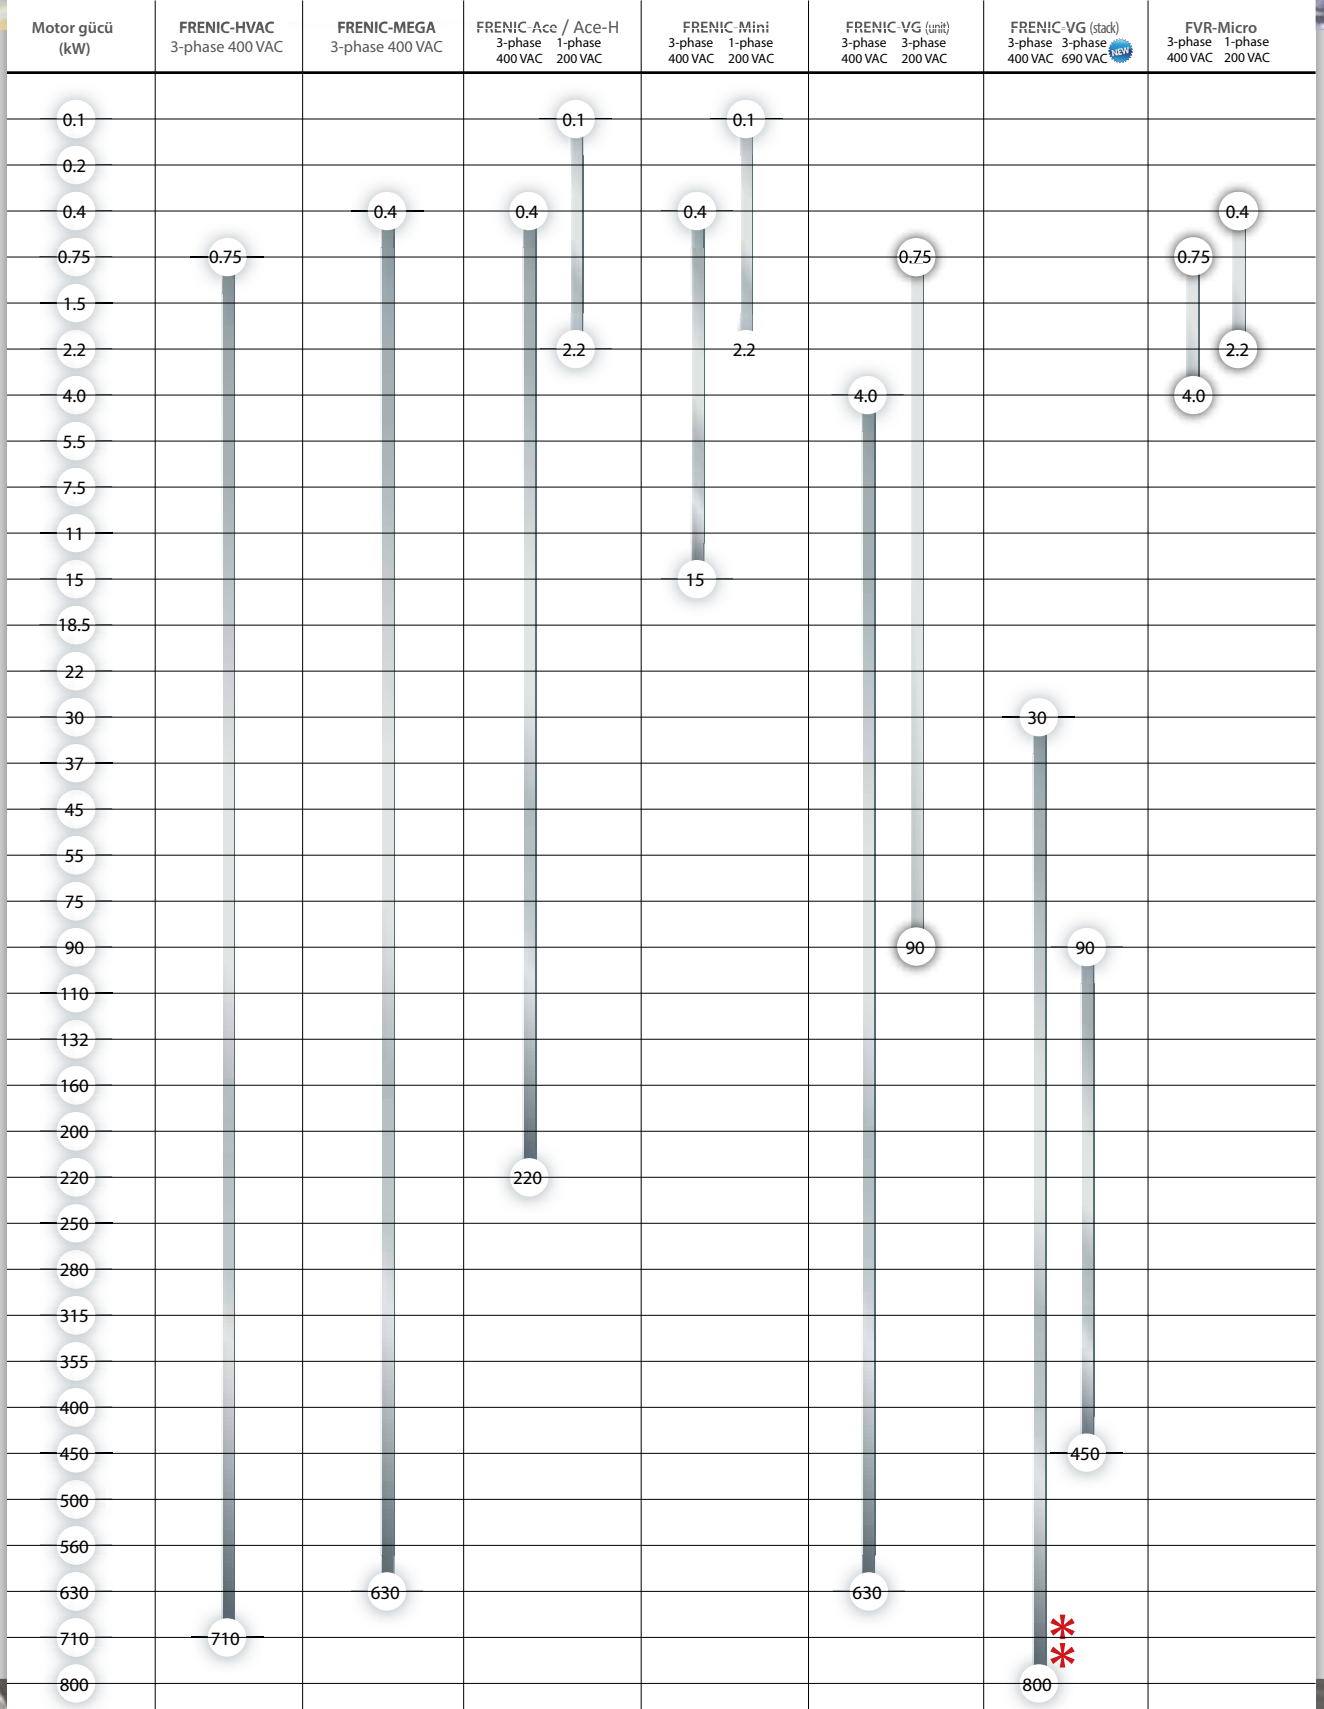 Motor gücü
(kW)
FRENIC-HVAC
3-phase 400 VAC
FRENIC-MEGA
3-phase 400 VAC
FRENIC-Ace / Ace-H
3-phase 1-phase
400 VAC 200 VAC
FRENIC-Mini
3-phase 1-phase
400 VAC 200 VAC
FRENIC-VG (unit)
3-phase 3-phase
400 VAC 200 VAC
FRENIC-VG (stack)
3-phase 3-phase
400 VAC 690 VAC NEW
FVR-Micro
3-phase 1-phase
400 VAC 200 VAC
0.1 0.1 0.1
0.2
0.4 0.4 0.4 0.4 0.4
0.75 0.75 0.75 0.75
1.5
2.2 2.2 2.2 2.2
4.0 4.0 4.0
5.5
7.5
11
15 15
18.5
22
30 30
37
45
55
75
90 90 90
110
132
160
200
220 220
250
280
315
355
400
450 450
500
560
630 630 630
*
710 710
*
800 800